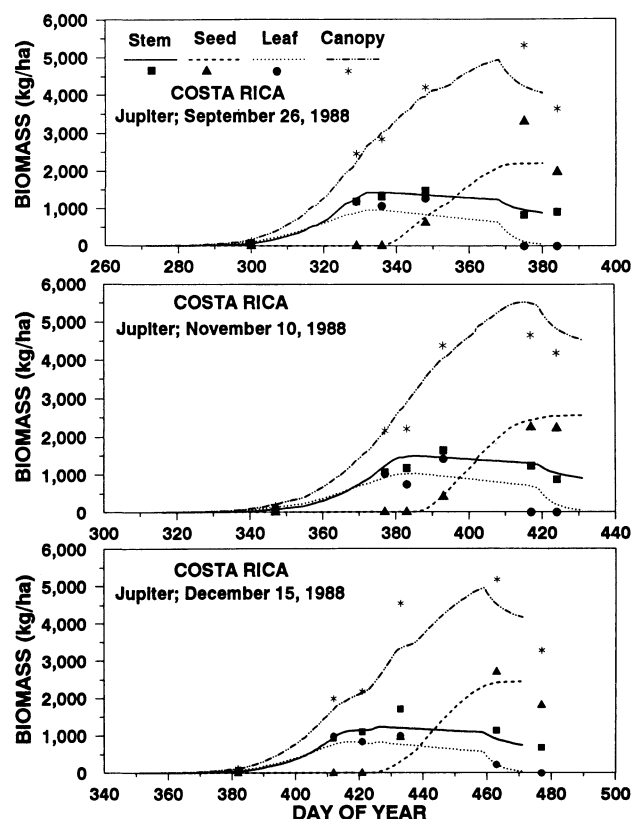 6,000
5,000
4,000
3,000
2,000
1,000
0
BIOMASS (kg/ha)
Stem Seed Leaf Canopy
COSTA RICA
Jupiter; September 26, 1988
260 280 300 320 340 360 380 400
6,000
5,000
4,000
3,000
2,000
1,000
0
BIOMASS (kg/ha)
COSTA RICA
Jupiter; November 10, 1988
300 320 340 360 380 400 420 440
6,000
5,000
4,000
3,000
2,000
1,000
0
BIOMASS (kg/ha)
COSTA RICA
Jupiter; December 15, 1988
340 360 380 400 420 440 460 480 500
DAY OF YEAR